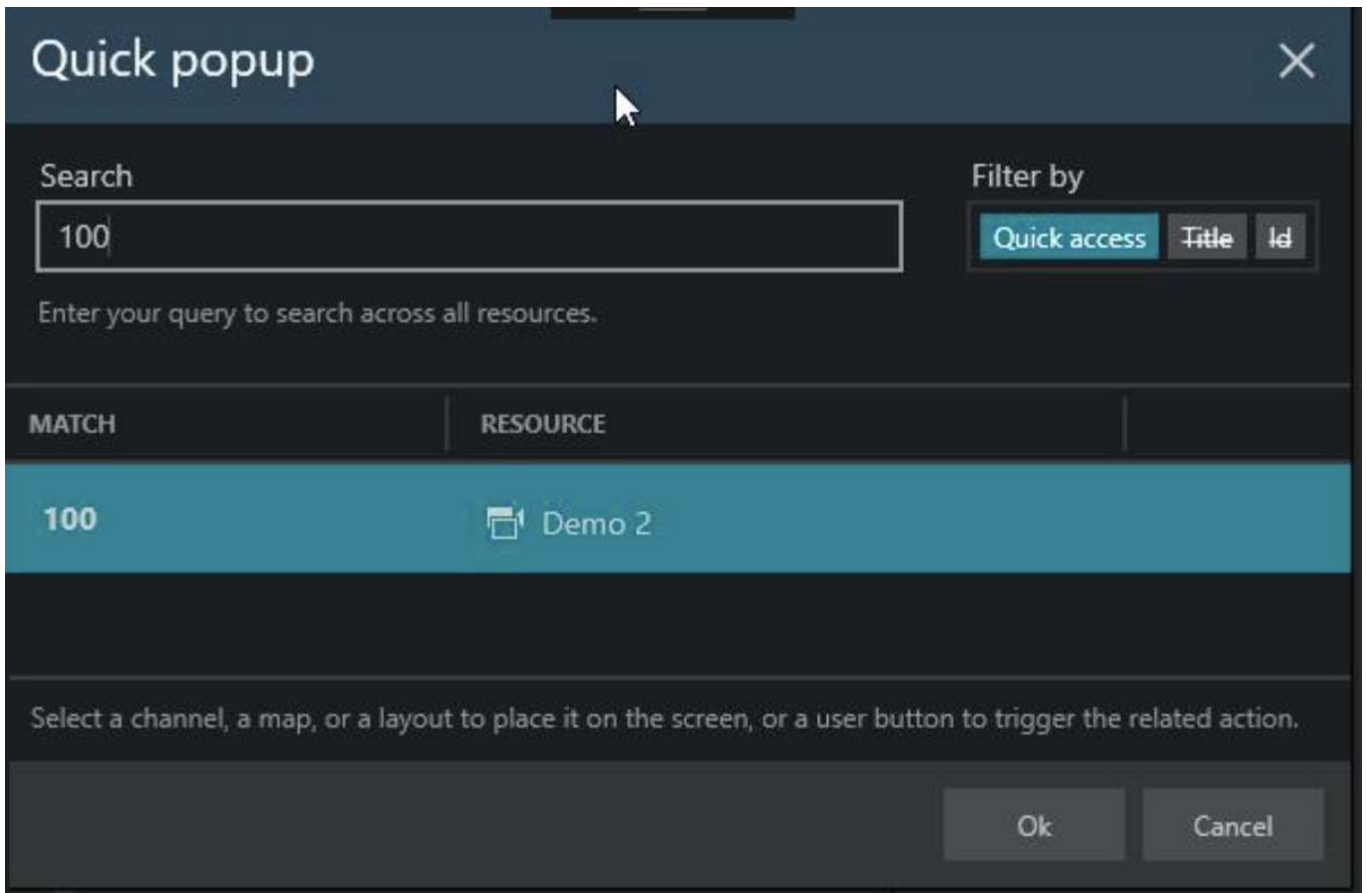 Quick popup
Search
Filter by
100
Quick access Title Id
Enter your query to search across all resources.
MATCH RESOURCE
100 Demo 2
Select a channel, a map, or a layout to place it on the screen, or a user button to trigger the related action.
Ok Cancel